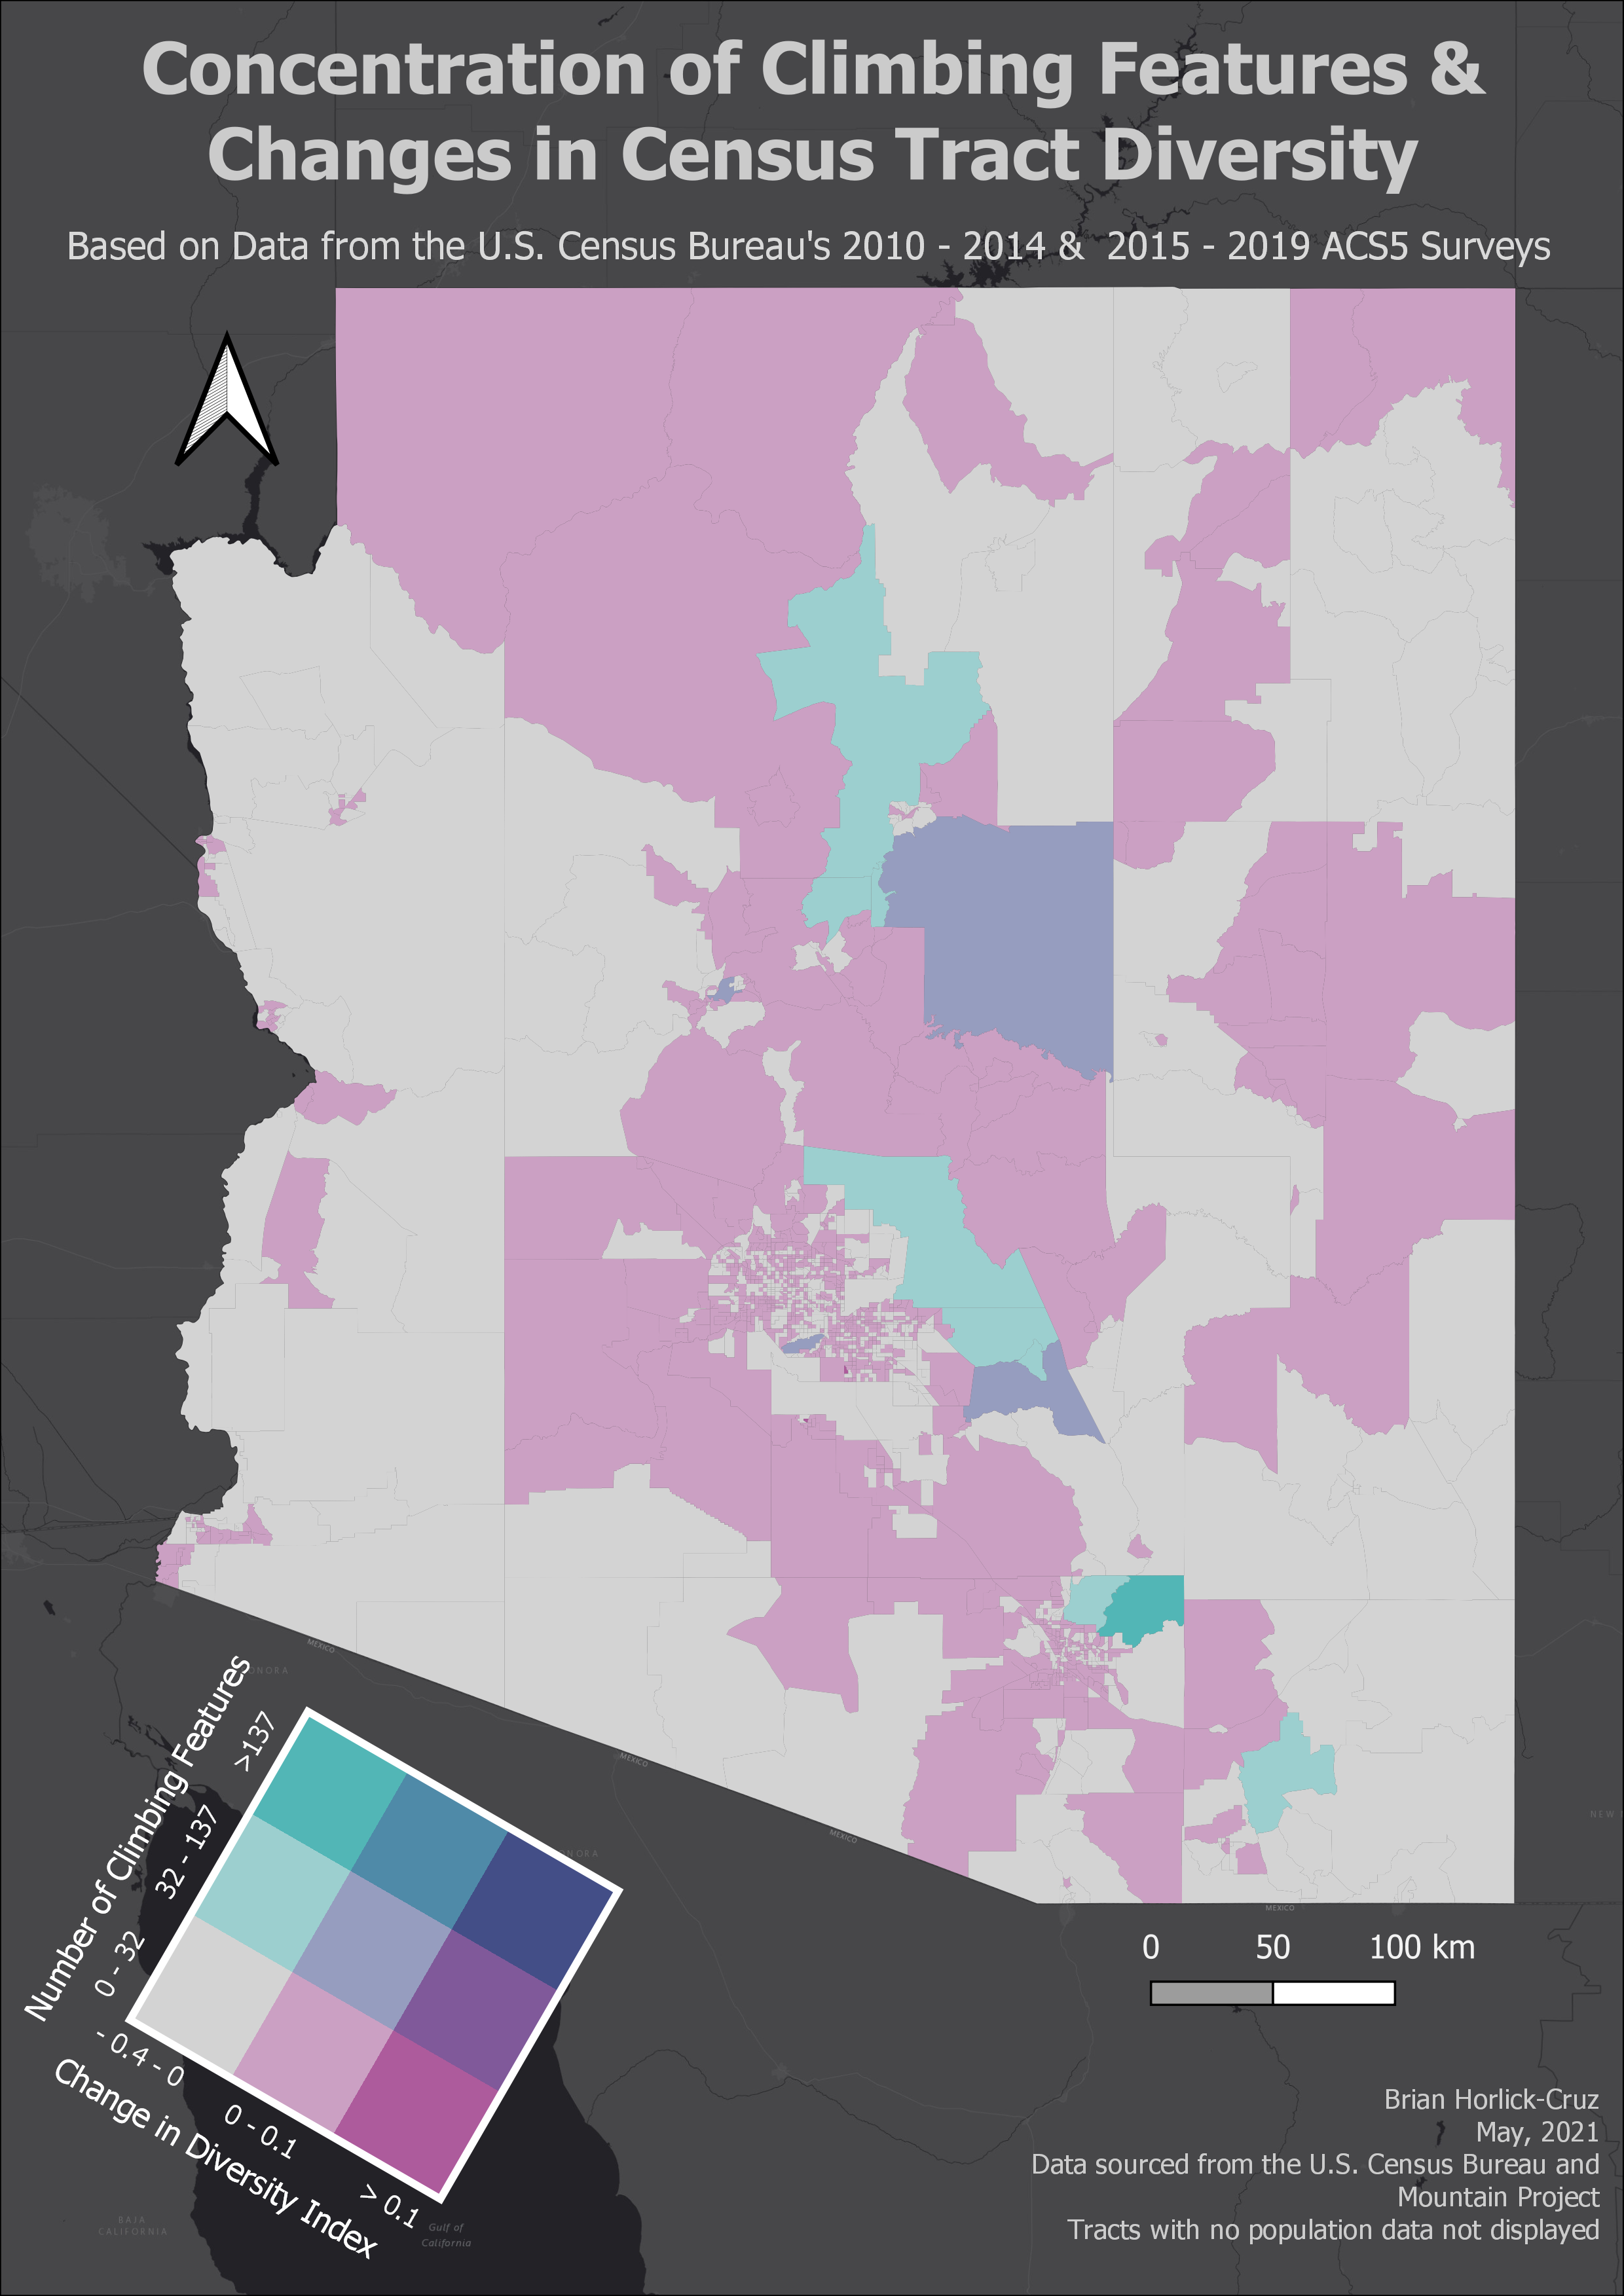 Concentration of Climbing Features &
Changes in Census Tract Diversity
Based on Data from the U.S. Census Bureau's 2010 - 2014 & 2015 - 2019 ACS5 Surveys
MEXICO
ONORA
MEXICO
MEXICO
MEXICO
NEW
ONORA
Number of Climbing Features
>137
32 - 137
0 - 32
- 0.4 - 0
0 - 0.1
> 0.1
Change in Diversity Index
BAJA
CALIFORNIA
Gulf of
California
0 50 100 km
Brian Horlick-Cruz
May, 2021
Data sourced from the U.S. Census Bureau and
Mountain Project
Tracts with no population data not displayed